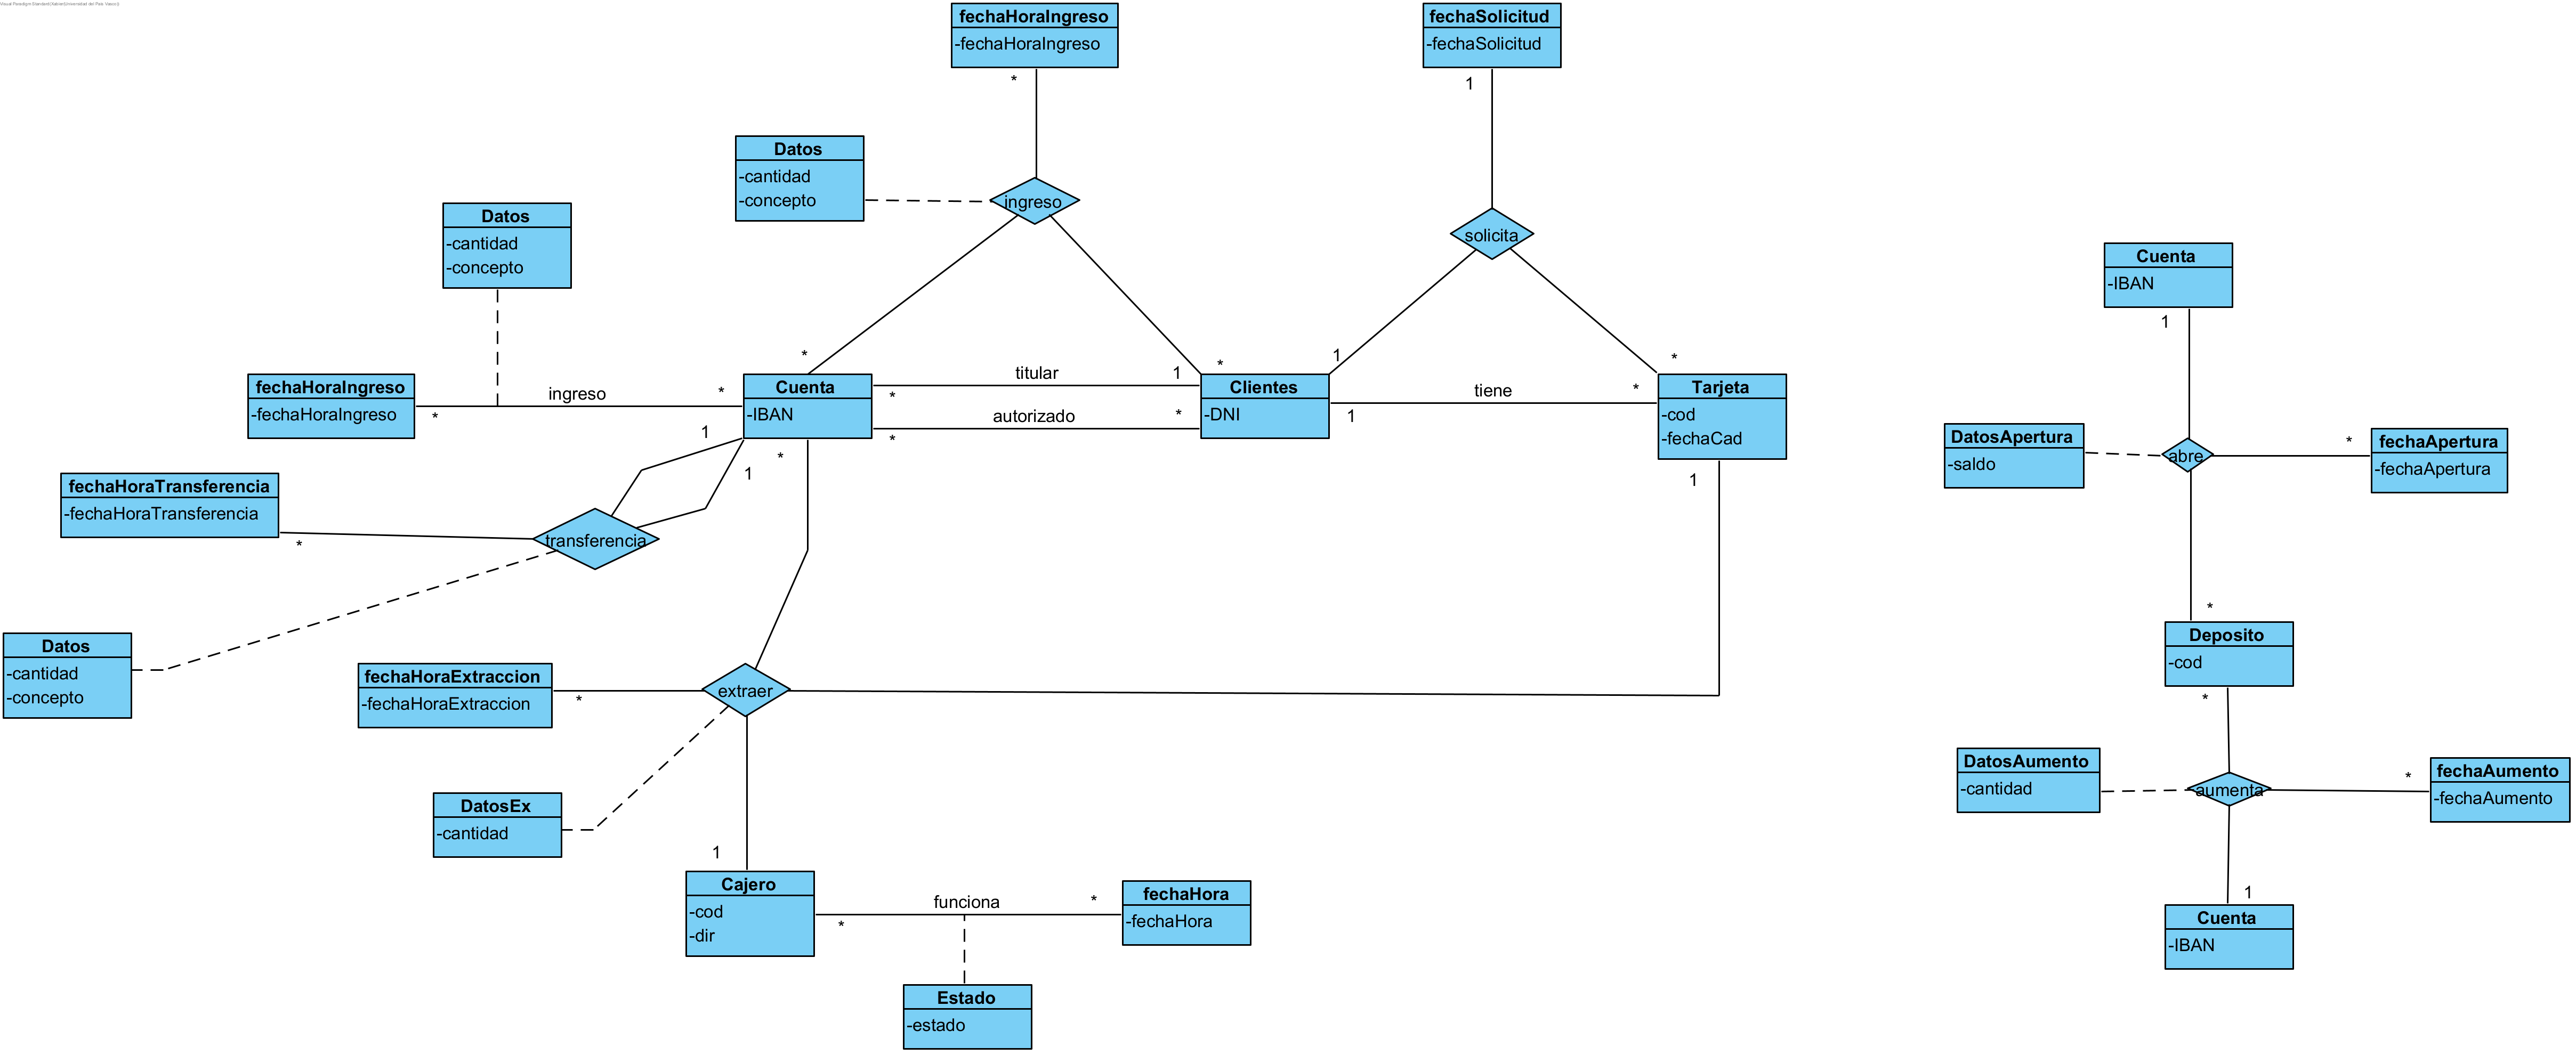 Visual Paradigm Standard(Xabier(Universidad del Pais Vasco))
fechaHoraIngreso
-fechaHoraIngreso
*
fechaSolicitud
-fechaSolicitud
1
Datos
-cantidad
-concepto
ingreso
Datos
-cantidad
-concepto
solicita
Cuenta
-IBAN
1
*
*
1
*
fechaHoraIngreso
-fechaHoraIngreso
*
ingreso
*
Cuenta
-IBAN
titular
1
*
autorizado
*
*
Clientes
-DNI
tiene
*
1
Tarjeta
-cod
-fechaCad
1
DatosApertura
-saldo
abre
*
fechaApertura
-fechaApertura
1
1
*
fechaHoraTransferencia
-fechaHoraTransferencia
*
transferencia
Datos
-cantidad
-concepto
fechaHoraExtraccion
-fechaHoraExtraccion
*
extraer
*
Deposito
-cod
*
DatosEx
-cantidad
DatosAumento
-cantidad
aumenta
*
fechaAumento
-fechaAumento
1
Cajero
-cod
-dir
*
funciona
*
fechaHora
-fechaHora
1
Cuenta
-IBAN
Estado
-estado